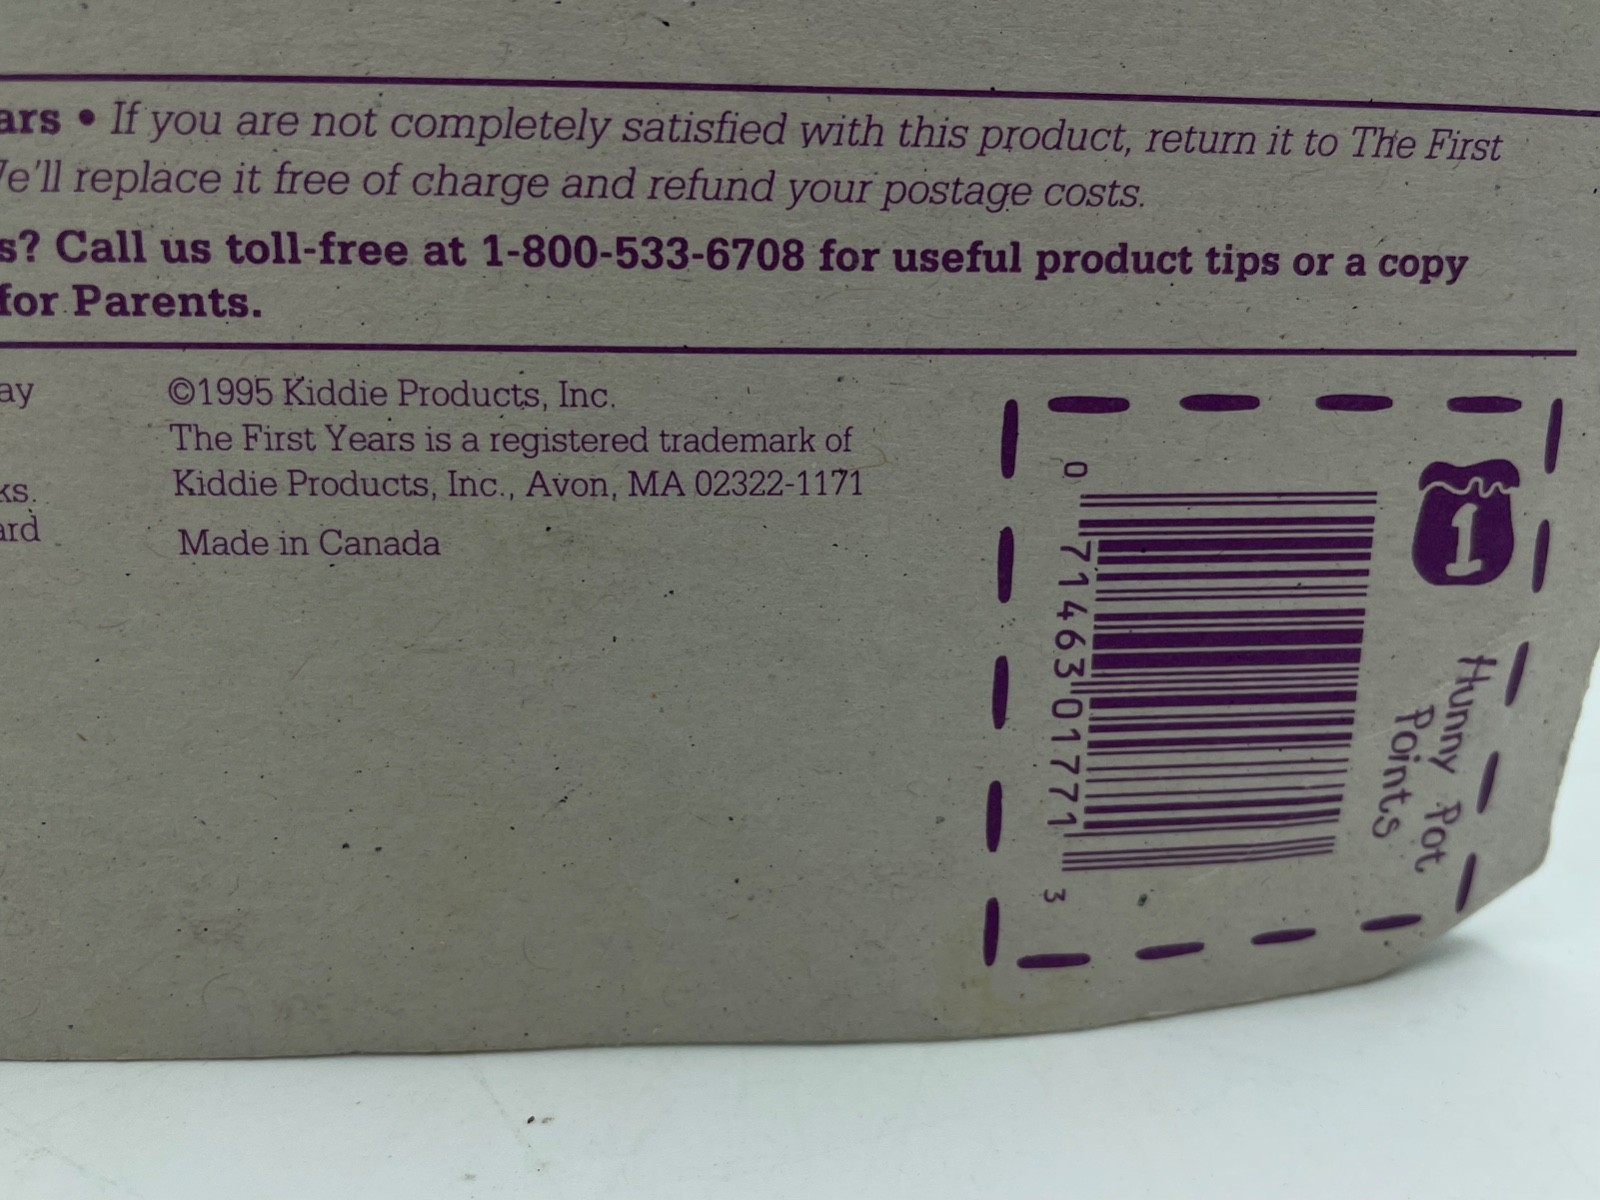 ars • If you are not completely satisfied with this product, return it to The First
We'll replace it free of charge and refund your postage costs.
s? Call us toll-free at 1-800-533-6708 for useful product tips or a copy
for Parents.
ay
ks.
ard
©1995 Kiddie Products, Inc.
The First Years is a registered trademark of
Kiddie Products, Inc., Avon, MA 02322-1171
Made in Canada
0 71463 01771 3
1
Hunny Pot
Points